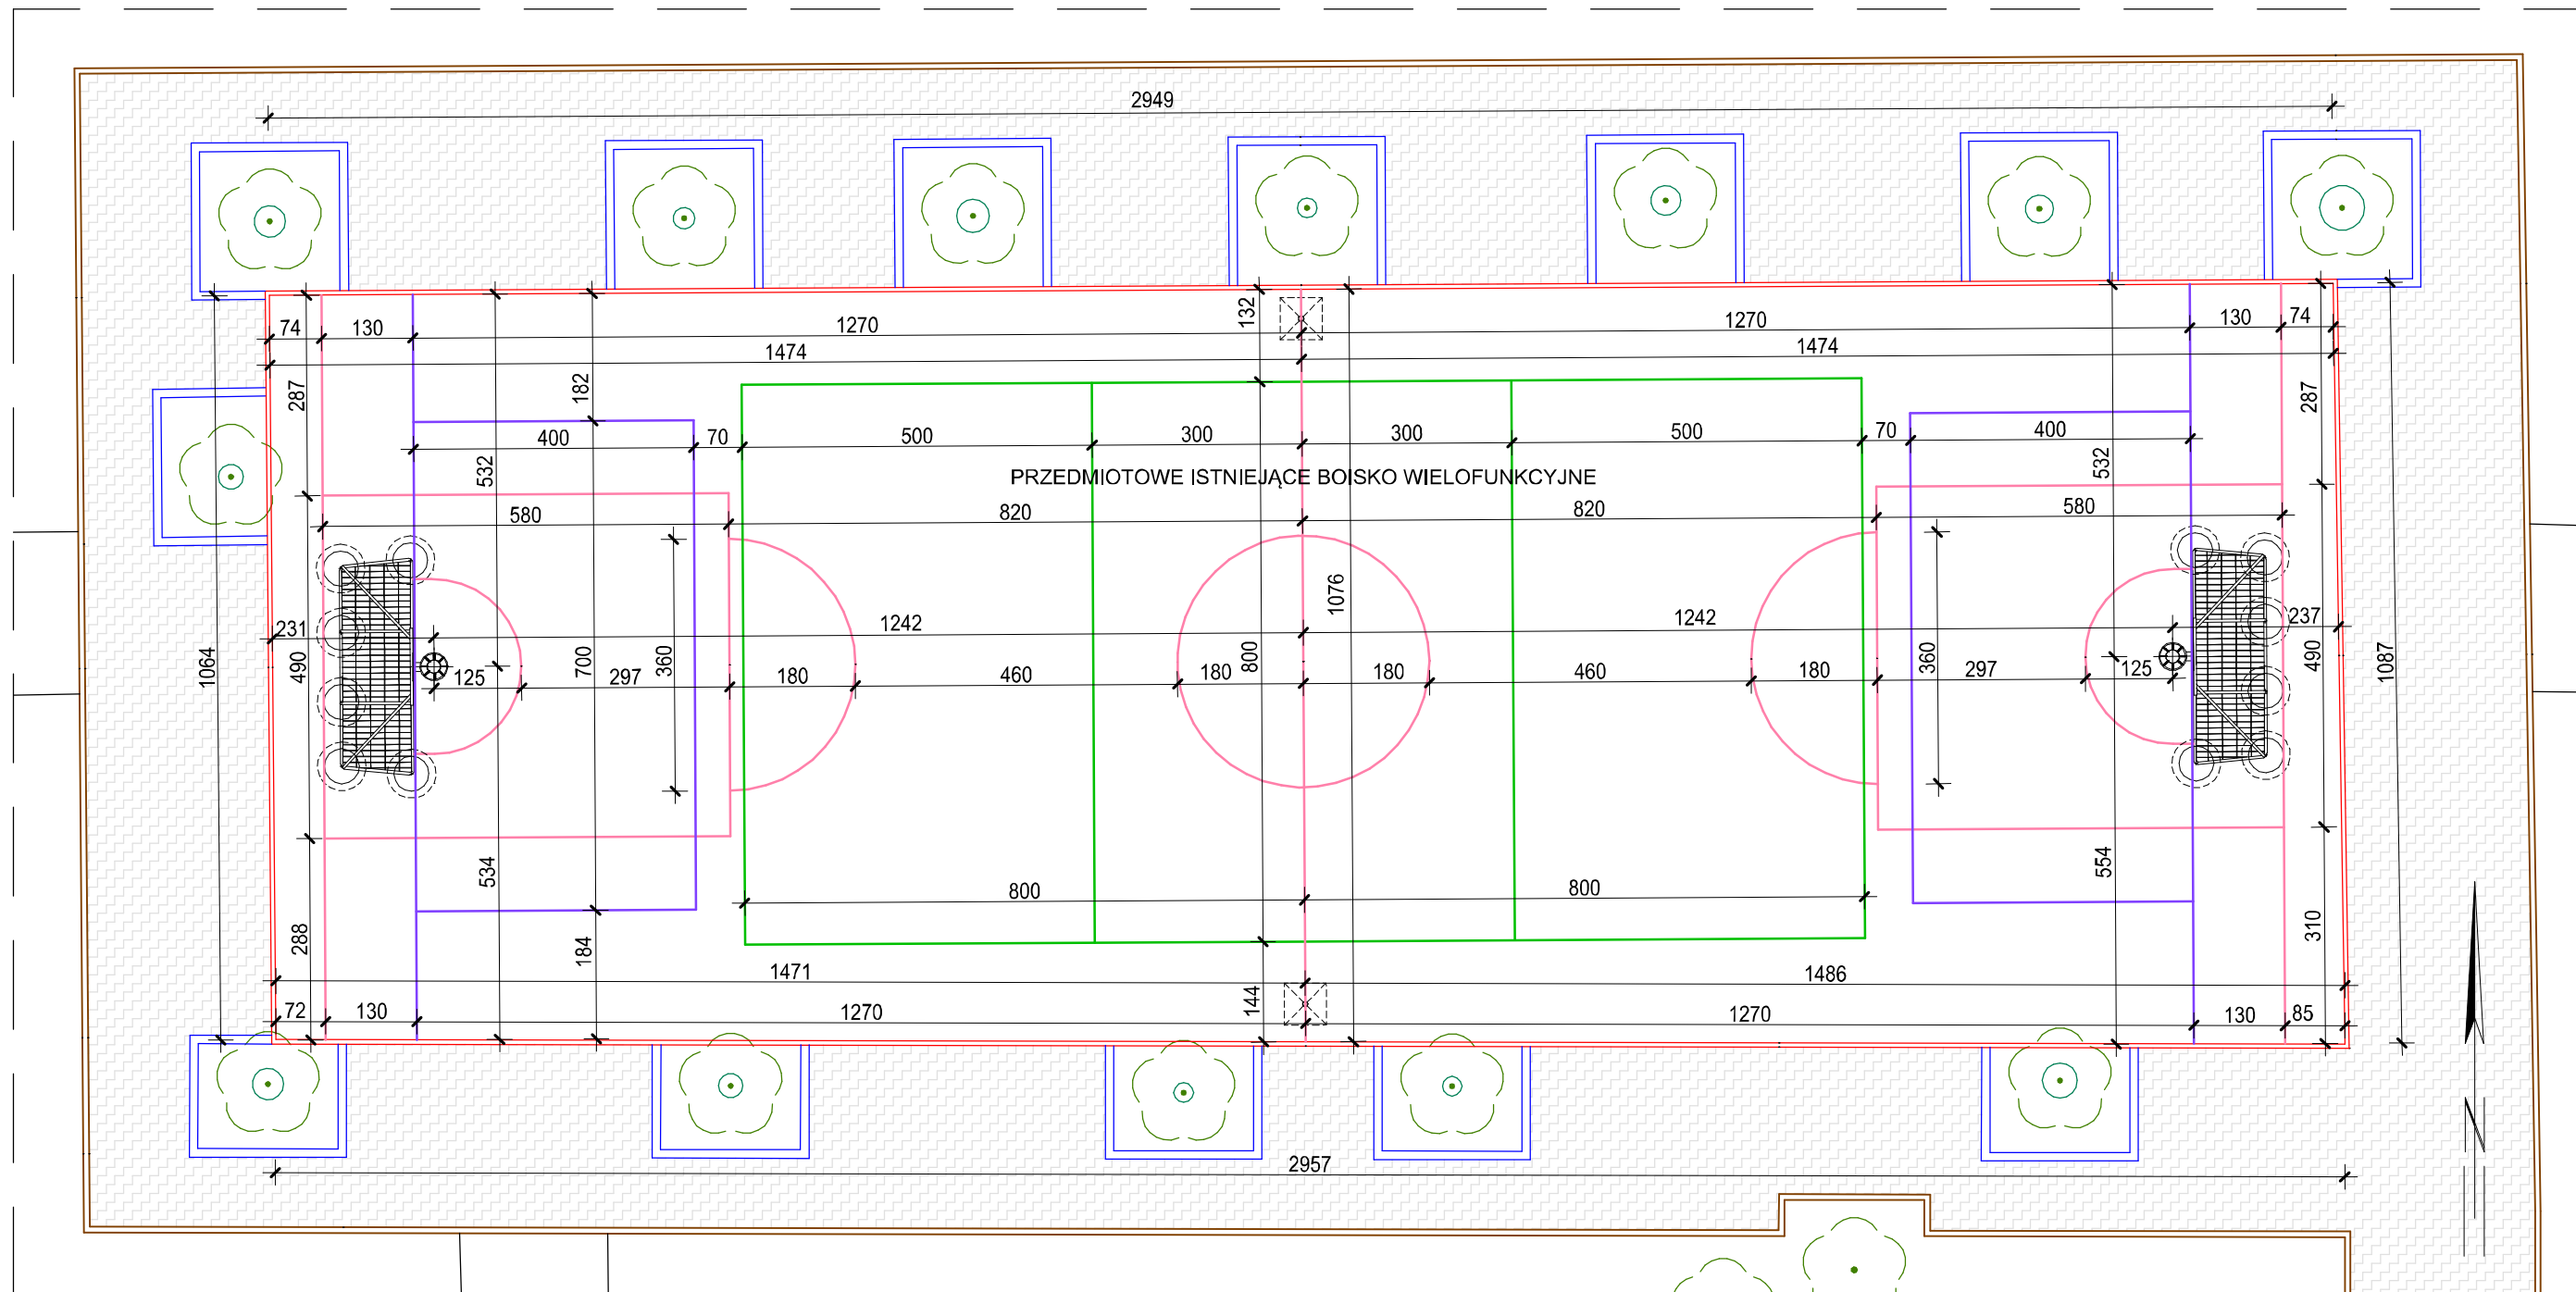 2949
74 130 1270 132 1270 130 74
1474 1474
287 182 287
400 70 500 300 300 500 70 400
532 PRZEDMIOTOWE ISTNIEJĄCE BOISKO WIELOFUNKCYJNE 532
580 820 820 580
1076
231 1242 1242 237
1064 490 700 360 800 360 490 1087
125 297 180 460 180 180 460 180 297 125
534 554
800 800
288 184 310
1471 1486
72 130 1270 144 1270 130 85
2957
N